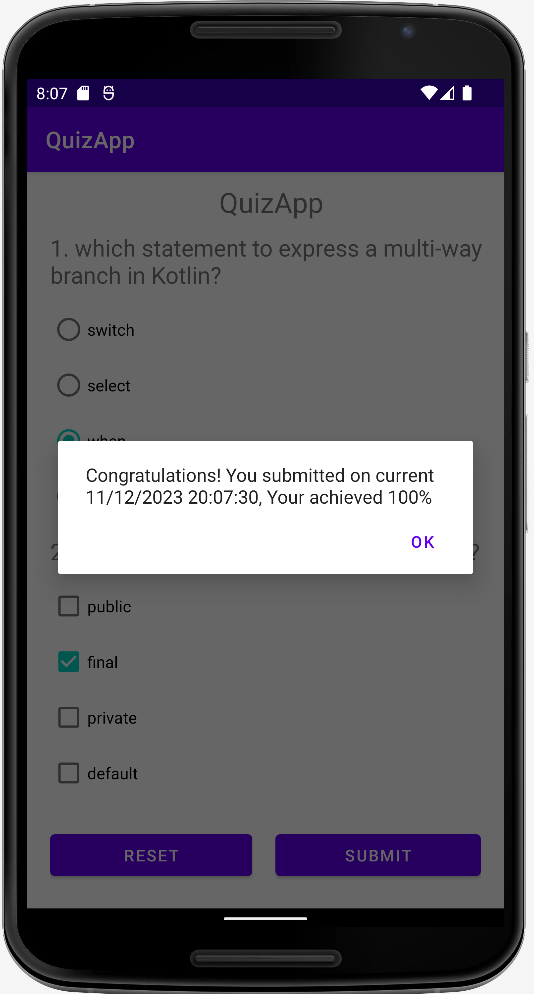 8:07
QuizApp
QuizApp
1. which statement to express a multi-way
branch in Kotlin?
switch
select
when
Congratulations! You submitted on current
11/12/2023 20:07:30, Your achieved 100%
OK
?
public
final
private
default
RESET
SUBMIT